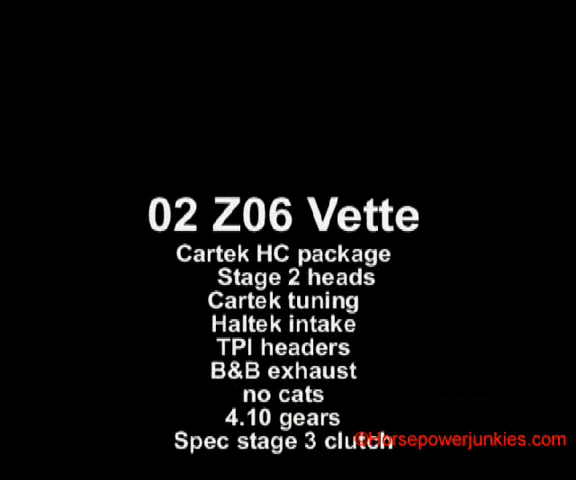 02 Z06 Vette
Cartek HC package
Stage 2 heads
Cartek tuning
Haltek intake
TPI headers
B&B exhaust
no cats
4.10 gears
Spec stage 3 clutch
©Horsepowerjunkies.com